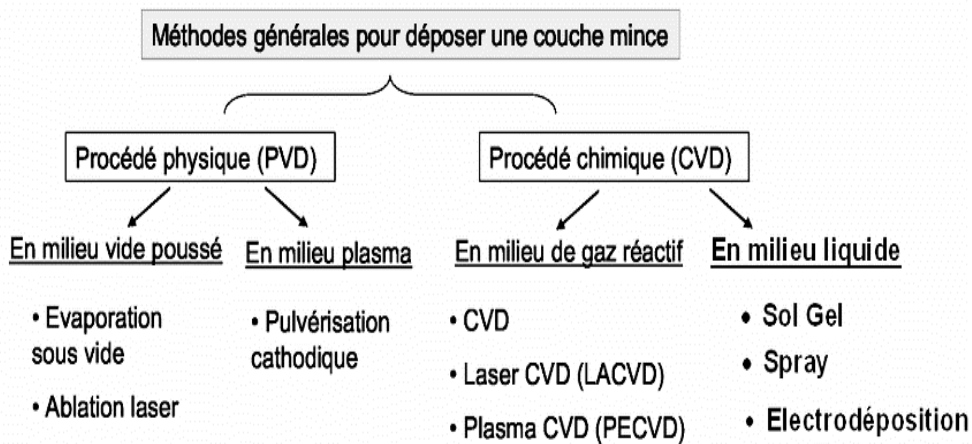 Méthodes générales pour déposer une couche mince
Procédé physique (PVD)
Procédé chimique (CVD)
En milieu vide poussé
• Evaporation
sous vide
• Ablation laser
En milieu plasma
• Pulvérisation
cathodique
En milieu de gaz réactif
• CVD
• Laser CVD (LACVD)
• Plasma CVD (PECVD)
En milieu liquide
• Sol Gel
• Spray
• Electrodéposition